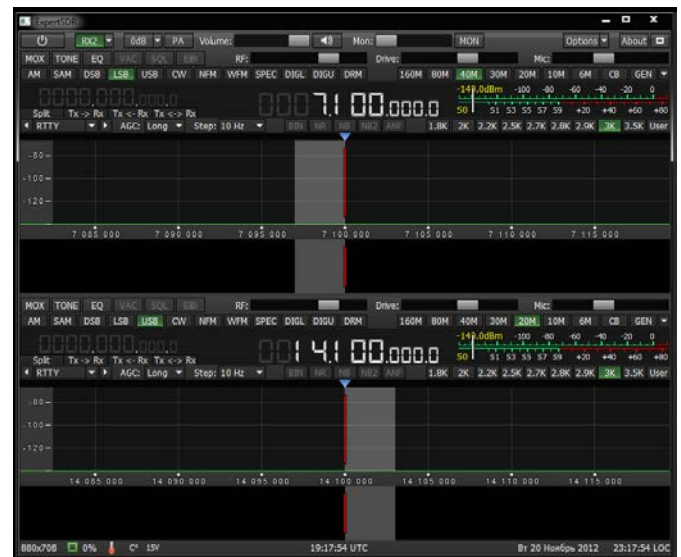 ExpertSDR
RX2 0dB PA Volume: Mon: MON Options About
MOX TONE EQ VAC SQL RF: Drive: Mic:
AM SAM DSB LSB USB CW NFM WFM SPEC DIGL DIGU DRM 160M 80M 40M 30M 20M 10M 6M CB GEN
7.100.000.0 -140.0dBm -100 -80 -60 -40 -20 0
Split Tx -> Rx Tx <- Rx Tx <-> Rx S0 S1 S3 S5 S7 S9 +20 +40 +60 +80
RTTY AGC: Long Step: 10 Hz BIN NR NB NB2 ANF 1.8K 2K 2.2K 2.5K 2.7K 2.8K 2.9K 3K 3.5K User
-80
-100
-120
7 085 000 7 090 000 7 095 000 7 100 000 7 105 000 7 110 000 7 115 000
MOX TONE EQ VAC SQL RF: Drive: Mic:
AM SAM DSB LSB USB CW NFM WFM SPEC DIGL DIGU DRM 160M 80M 40M 30M 20M 10M 6M CB GEN
14.100.000.0 -140.0dBm -100 -80 -60 -40 -20 0
Split Tx -> Rx Tx <- Rx Tx <-> Rx S0 S1 S3 S5 S7 S9 +20 +40 +60 +80
RTTY AGC: Long Step: 10 Hz BIN NR NB NB2 ANF 1.8K 2K 2.2K 2.5K 2.7K 2.8K 2.9K 3K 3.5K User
-80
-100
-120
14 085 000 14 090 000 14 095 000 14 100 000 14 105 000 14 110 000 14 115 000
880x708 0% C° 15V 19:17:54 UTC Вт 20 Ноябрь 2012 23:17:54 LOC